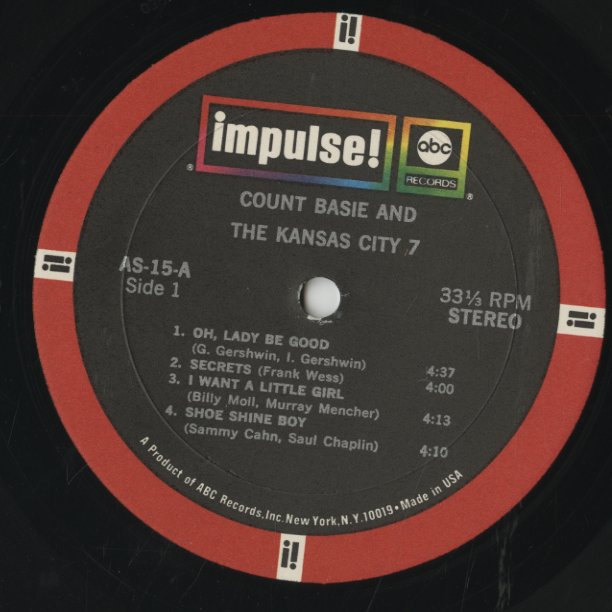 impulse!
®
abc
RECORDS
®
COUNT BASIE AND
THE KANSAS CITY 7
AS-15-A
Side 1
33⅓ RPM
STEREO
1. OH, LADY BE GOOD
(G. Gershwin, I. Gershwin) 4:37
2. SECRETS (Frank Wess) 4:00
3. I WANT A LITTLE GIRL
(Billy Moll, Murray Mencher) 4:13
4. SHOE SHINE BOY
(Sammy Cahn, Saul Chaplin) 4:10
A Product of ABC Records, Inc. New York, N.Y. 10019 • Made in USA